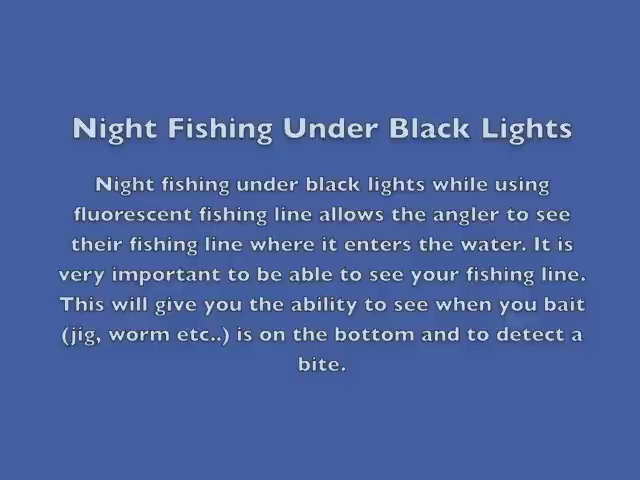 Night Fishing Under Black Lights
Night fishing under black lights while using
fluorescent fishing line allows the angler to see
their fishing line where it enters the water. It is
very important to be able to see your fishing line.
This will give you the ability to see when you bait
(jig, worm etc..) is on the bottom and to detect a
bite.